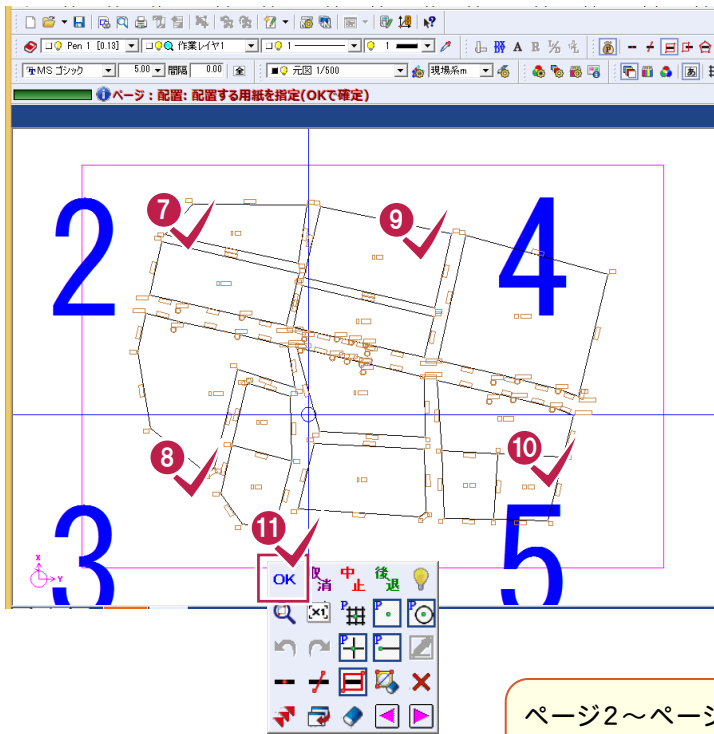 Pen 1 [0.13] 作業レイヤ1 1 1 A R
MS ゴシック 5.00 間隔 0.00 全 元図 1/500 現場系m あ
ページ：配置: 配置する用紙を指定(OKで確定)
2 7 9 4
8 10
3 11 5
X
Y
OK 取消 中止 後退
×1 P P P
P P
ページ2～ページ